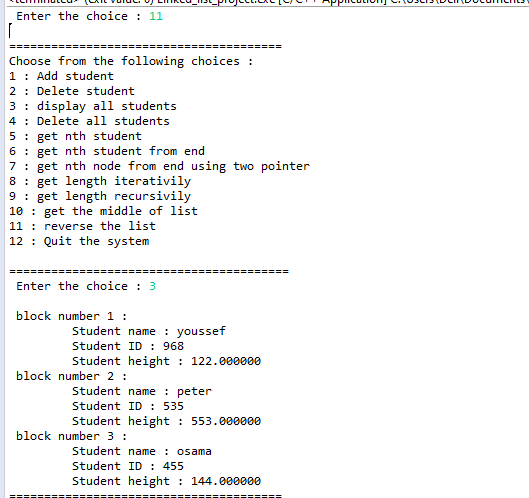 <terminated> (exit value: 0) Linked_list_project.exe [C/C++ Application] C:\Users\Dell\Documents\
Enter the choice : 11
=======================================
Choose from the following choices :
1 : Add student
2 : Delete student
3 : display all students
4 : Delete all students
5 : get nth student
6 : get nth student from end
7 : get nth node from end using two pointer
8 : get length iterativily
9 : get length recursivily
10 : get the middle of list
11 : reverse the list
12 : Quit the system
========================================
Enter the choice : 3
block number 1 :
Student name : youssef
Student ID : 968
Student height : 122.000000
block number 2 :
Student name : peter
Student ID : 535
Student height : 553.000000
block number 3 :
Student name : osama
Student ID : 455
Student height : 144.000000
=======================================